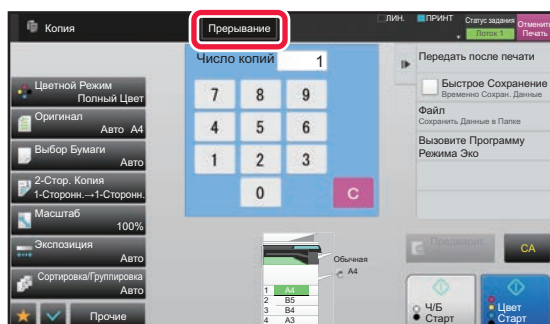 Копия
Прерывание
ЛИН.
ПРИНТ
Статус задания
Лоток 1
Отменить
Печать
Цветной Режим
Полный Цвет
Оригинал
Авто A4
Выбор Бумаги
Авто
2-Стор. Копия
1-Сторонн.→1-Сторонн.
Масштаб
100%
Экспозиция
Авто
Сортировка/Группировка
Авто
Прочие
Число копий 1
7 8 9
4 5 6
1 2 3
0 C
Обычная
A4
1 A4
2 B5
3 B4
4 A3
Передать после печати
Быстрое Сохранение
Временно Сохран. Данные
Файл
Сохранить Данные в Папке
Вызовите Программу
Режима Эко
Предварит.
CA
Ч/Б
Старт
Цвет
Старт